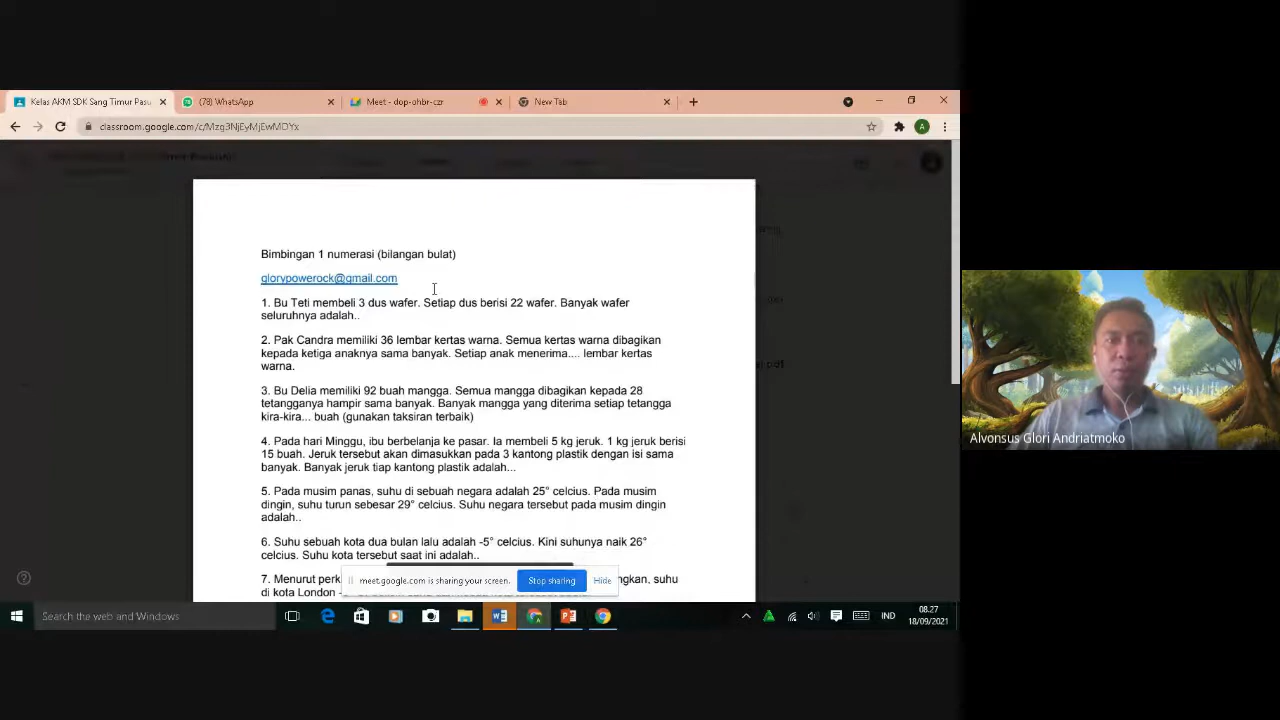 Kelas AKM SDK Sang Timur Pasu
(78) WhatsApp
Meet - dop-ohbr-czr
New Tab
classroom.google.com/c/Mzg3NjEyMjEwMDYx
A
Bimbingan 1 numerasi (bilangan bulat)
glorypowerock@gmail.com
1. Bu Teti membeli 3 dus wafer. Setiap dus berisi 22 wafer. Banyak wafer
seluruhnya adalah..
2. Pak Candra memiliki 36 lembar kertas warna. Semua kertas warna dibagikan
kepada ketiga anaknya sama banyak. Setiap anak menerima.... lembar kertas
warna.
3. Bu Delia memiliki 92 buah mangga. Semua mangga dibagikan kepada 28
tetangganya hampir sama banyak. Banyak mangga yang diterima setiap tetangga
kira-kira... buah (gunakan taksiran terbaik)
4. Pada hari Minggu, ibu berbelanja ke pasar. Ia membeli 5 kg jeruk. 1 kg jeruk berisi
15 buah. Jeruk tersebut akan dimasukkan pada 3 kantong plastik dengan isi sama
banyak. Banyak jeruk tiap kantong plastik adalah...
5. Pada musim panas, suhu di sebuah negara adalah 25° celcius. Pada musim
dingin, suhu turun sebesar 29° celcius. Suhu negara tersebut pada musim dingin
adalah..
6. Suhu sebuah kota dua bulan lalu adalah -5° celcius. Kini suhunya naik 26°
celcius. Suhu kota tersebut saat ini adalah..
7. Menurut perk ngkan, suhu
di kota London
meet.google.com is sharing your screen.
Stop sharing
Hide
Alvonsus Glori Andriatmoko
Search the web and Windows
IND
08.27
18/09/2021